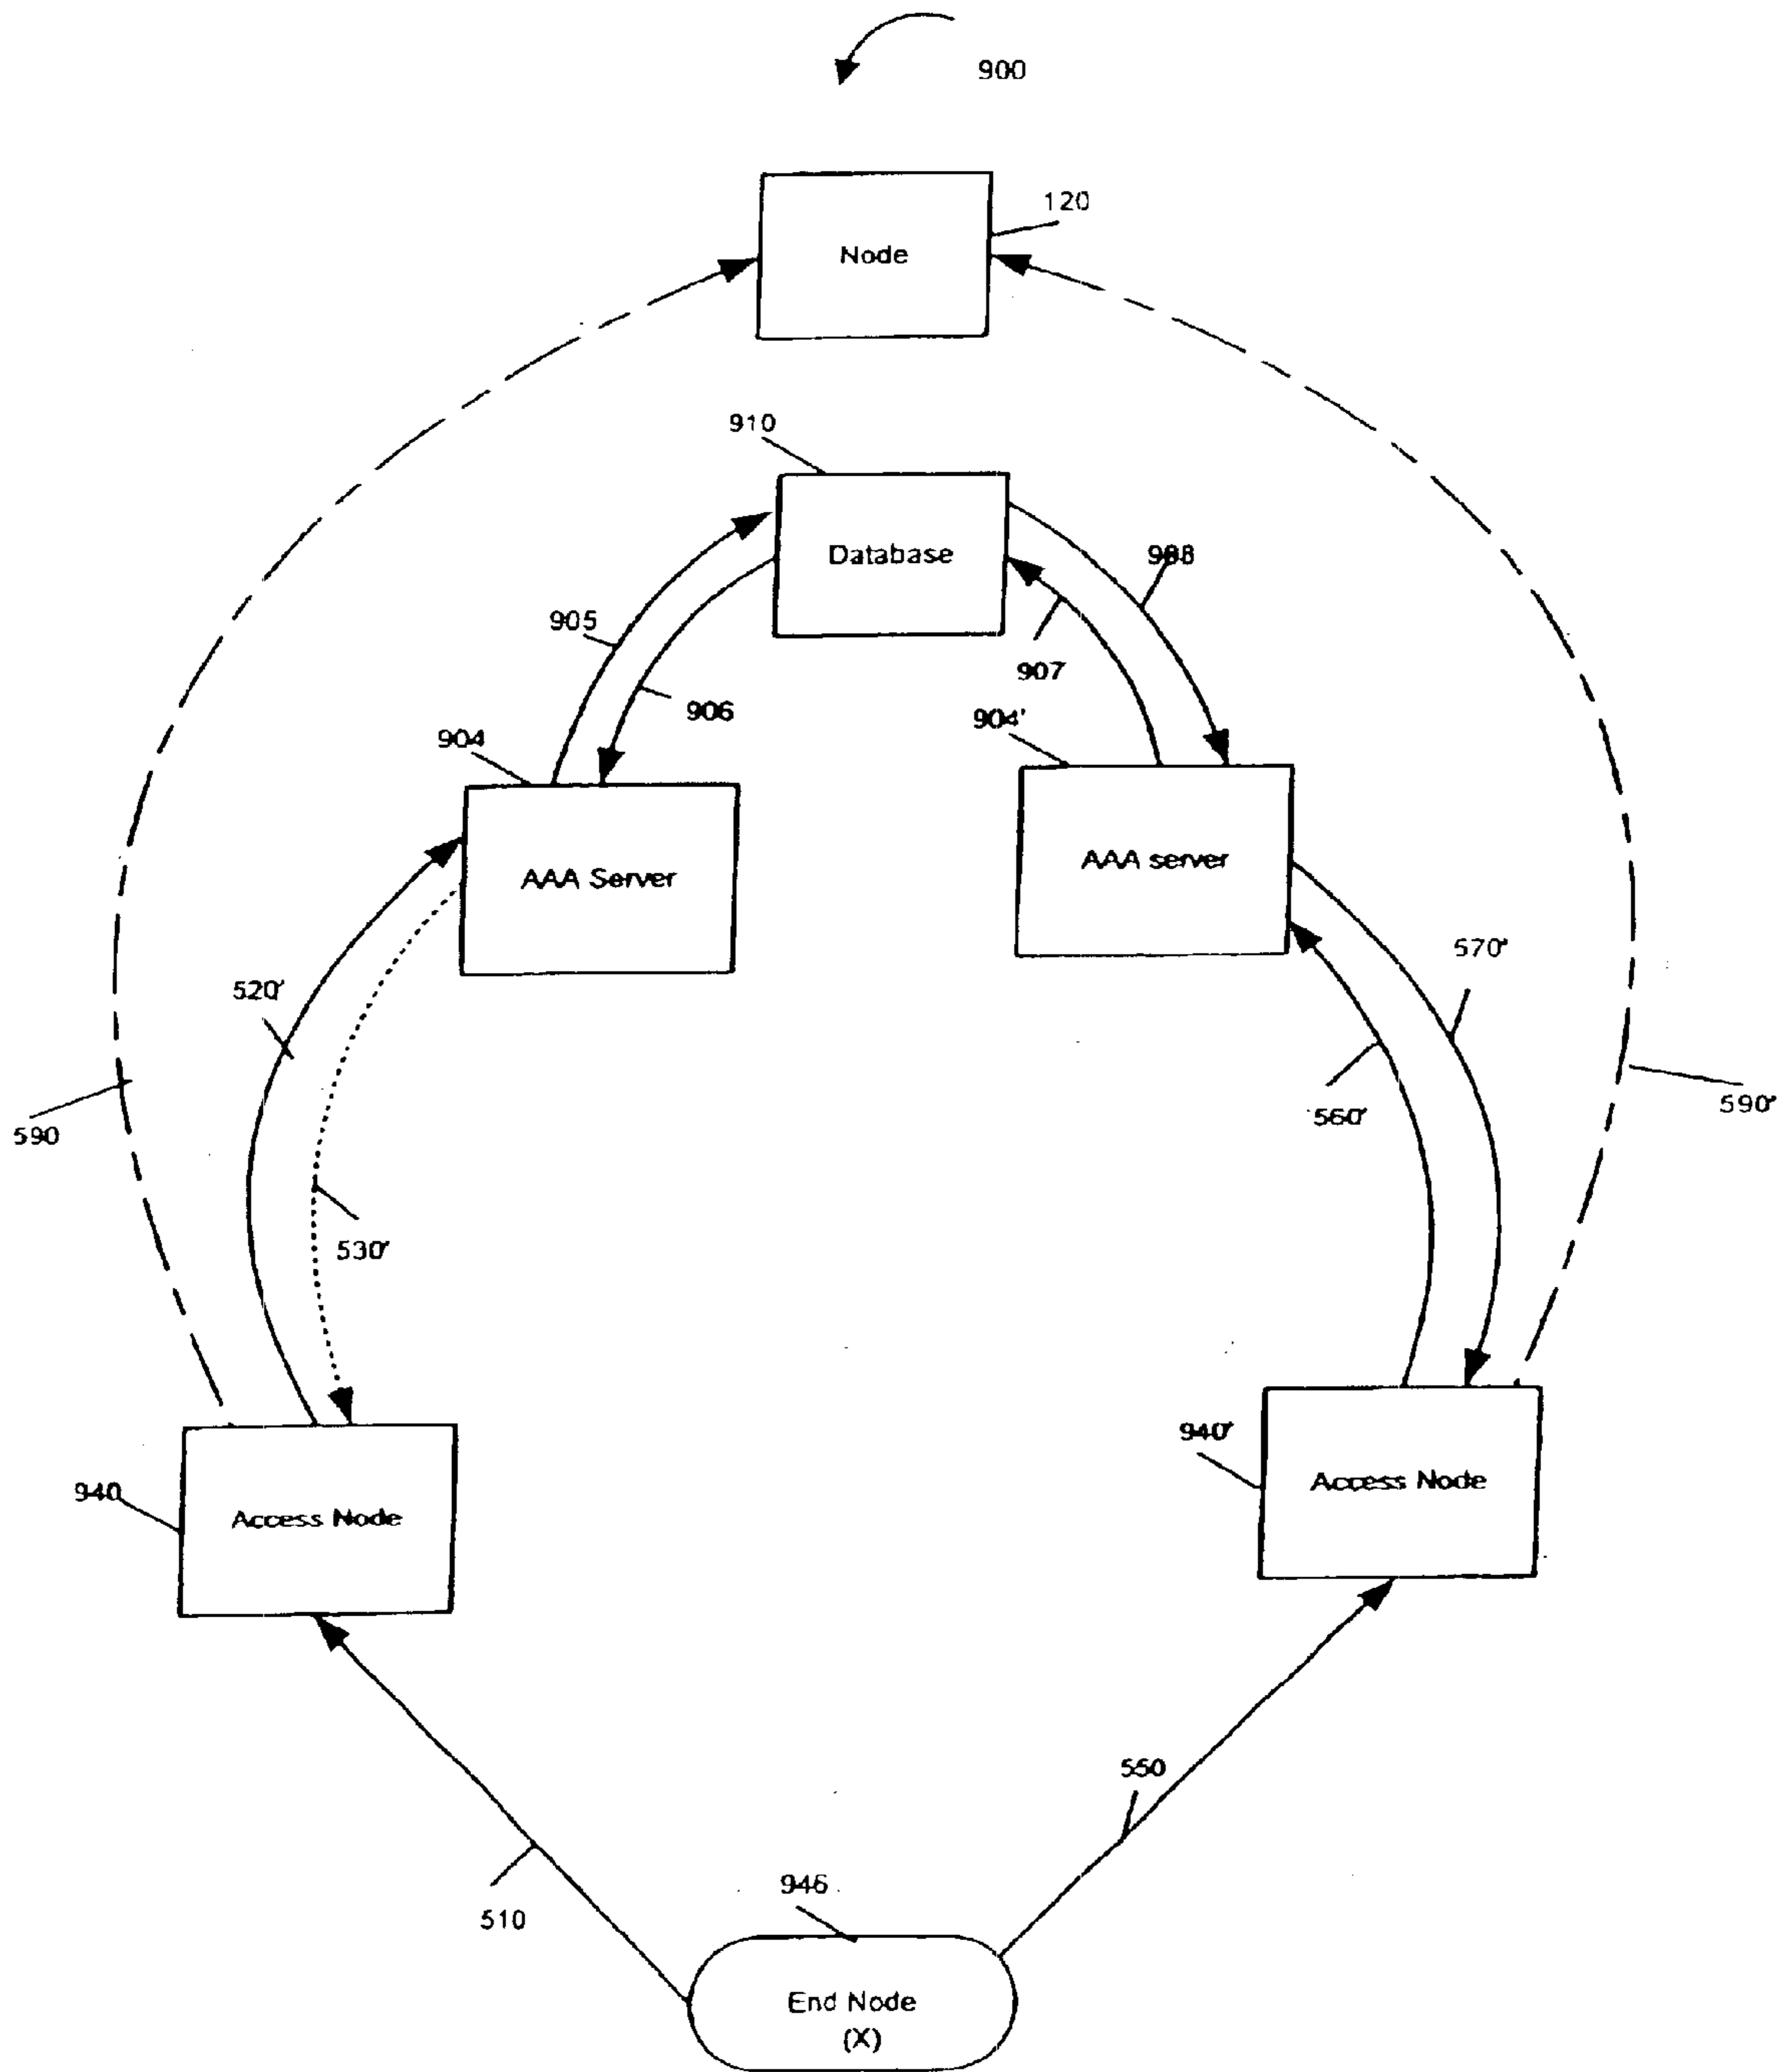 900
120
Node
910
Database
988
905
907
906
904'
904
AAA server
AAA Server
570'
520'
590'
560'
590
530'
940'
Access Node
940
Access Node
550
946
510
End Node
(X)